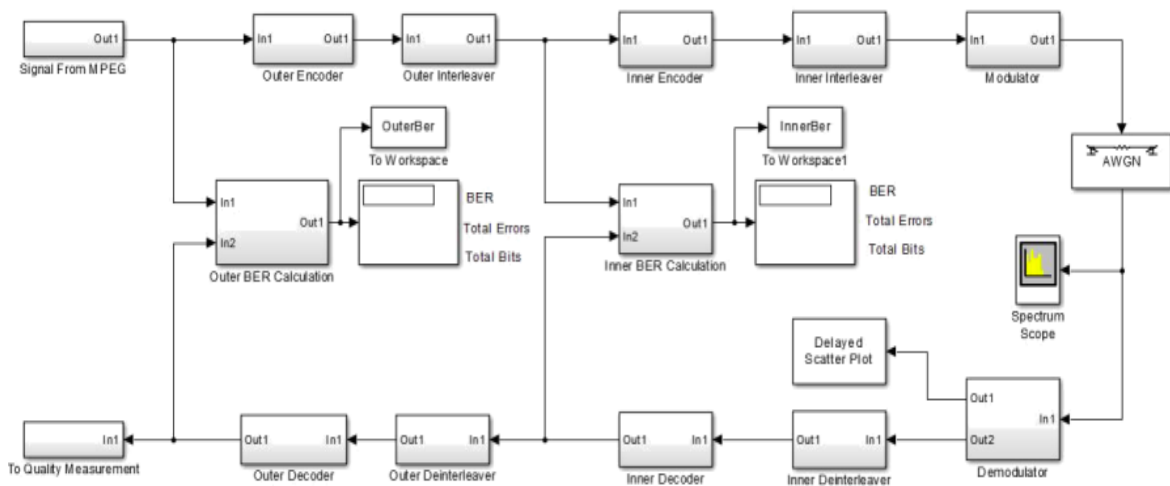 Out1
Signal From MPEG
In1 Out1
Outer Encoder
In1 Out1
Outer Interleaver
In1 Out1
Inner Encoder
In1 Out1
Inner Interleaver
In1 Out1
Modulator
OuterBer
To Workspace
InnerBer
To Workspace1
AWGN
In1
In2
Out1
Outer BER Calculation
BER
Total Errors
Total Bits
In1
In2
Out1
Inner BER Calculation
BER
Total Errors
Total Bits
Spectrum
Scope
Delayed
Scatter Plot
In1
To Quality Measurement
Out1 In1
Outer Decoder
Out1 In1
Outer Deinterleaver
Out1 In1
Inner Decoder
Out1 In1
Inner Deinterleaver
Out1
In1
Out2
Demodulator